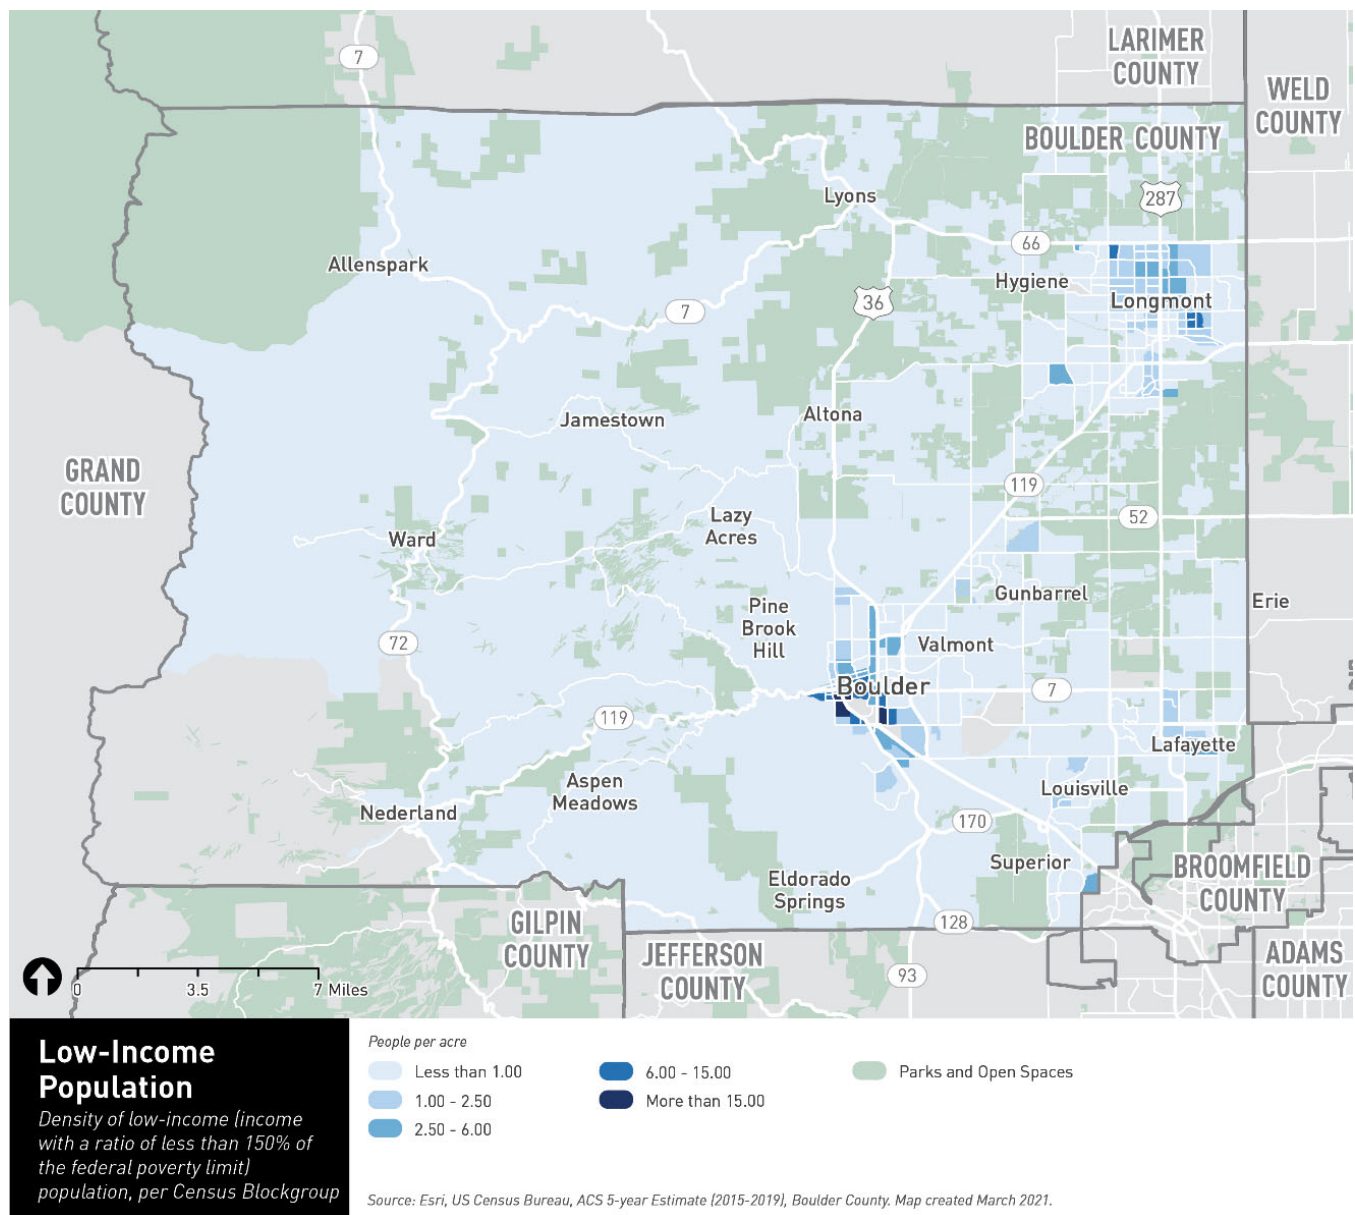 LARIMER
COUNTY
7
WELD
COUNTY
BOULDER COUNTY
Lyons
287
66
Allenspark
Hygiene
36
Longmont
7
Jamestown
Altona
GRAND
COUNTY
119
Lazy
Acres
52
Ward
Gunbarrel
Erie
Pine
Brook
Hill
72
Valmont
Boulder
7
119
Lafayette
Aspen
Meadows
Louisville
Nederland
170
Superior
BROOMFIELD
COUNTY
Eldorado
Springs
128
GILPIN
COUNTY
JEFFERSON
COUNTY
ADAMS
COUNTY
93
0 3.5 7 Miles
Low-Income
Population
Density of low-income (income
with a ratio of less than 150% of
the federal poverty limit)
population, per Census Blockgroup
People per acre
Less than 1.00
1.00 - 2.50
2.50 - 6.00
6.00 - 15.00
More than 15.00
Parks and Open Spaces
Source: Esri, US Census Bureau, ACS 5-year Estimate (2015-2019), Boulder County. Map created March 2021.